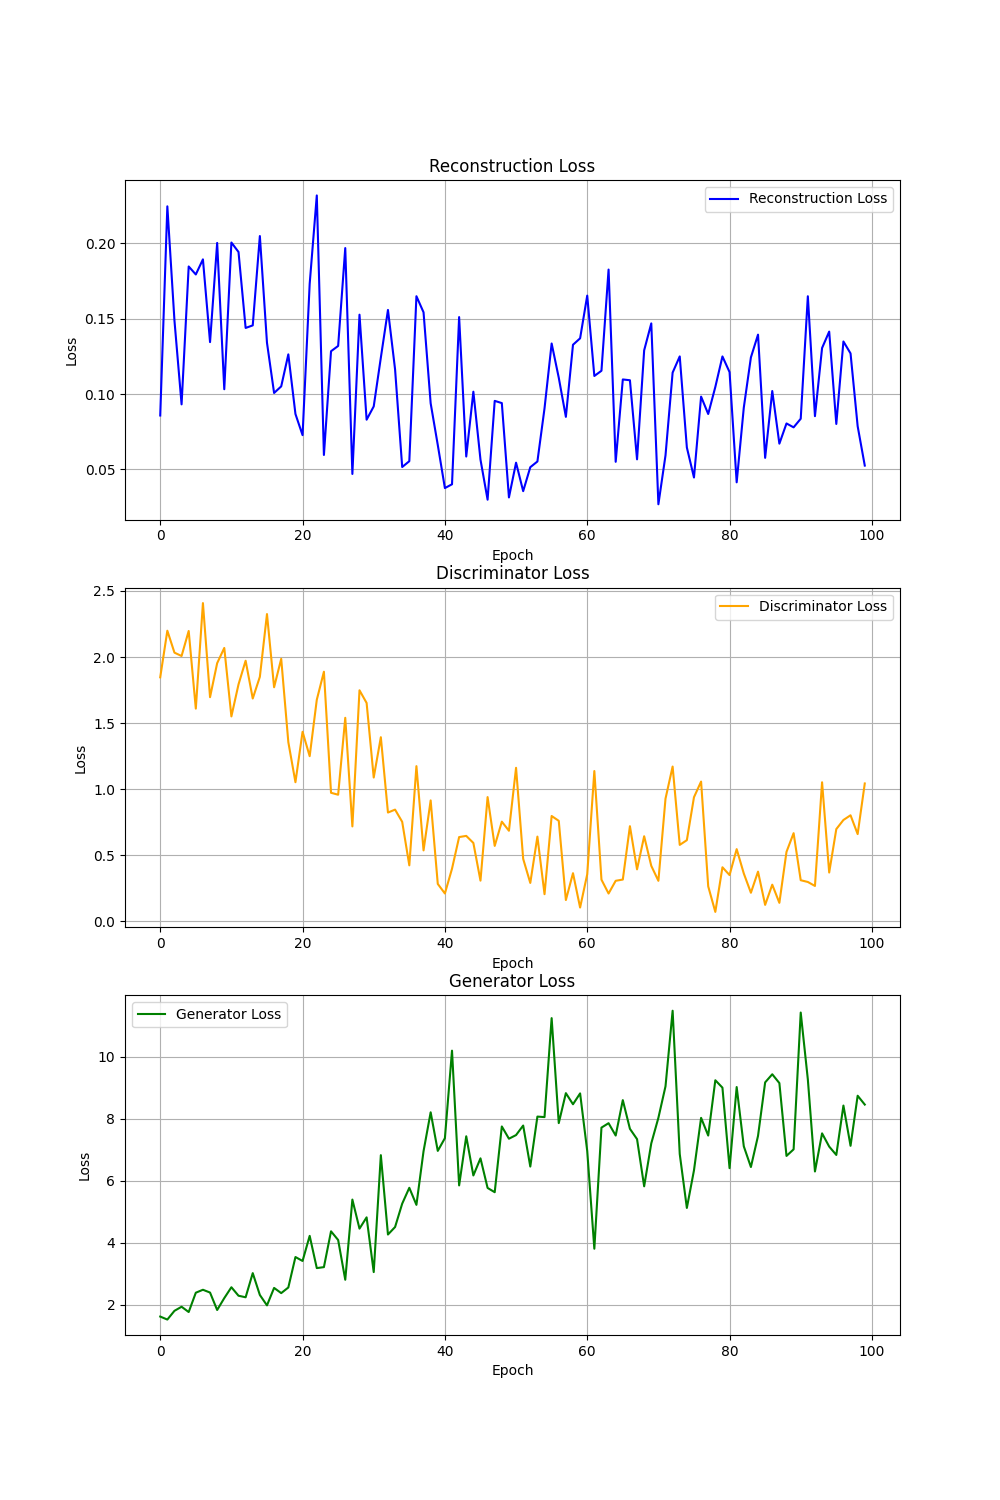 Reconstruction Loss
Reconstruction Loss
0.20
0.15
0.10
0.05
Loss
0 20 40 60 80 100
Epoch
Discriminator Loss
Discriminator Loss
2.5
2.0
1.5
1.0
0.5
0.0
Loss
0 20 40 60 80 100
Epoch
Generator Loss
Generator Loss
10
8
6
4
2
Loss
0 20 40 60 80 100
Epoch